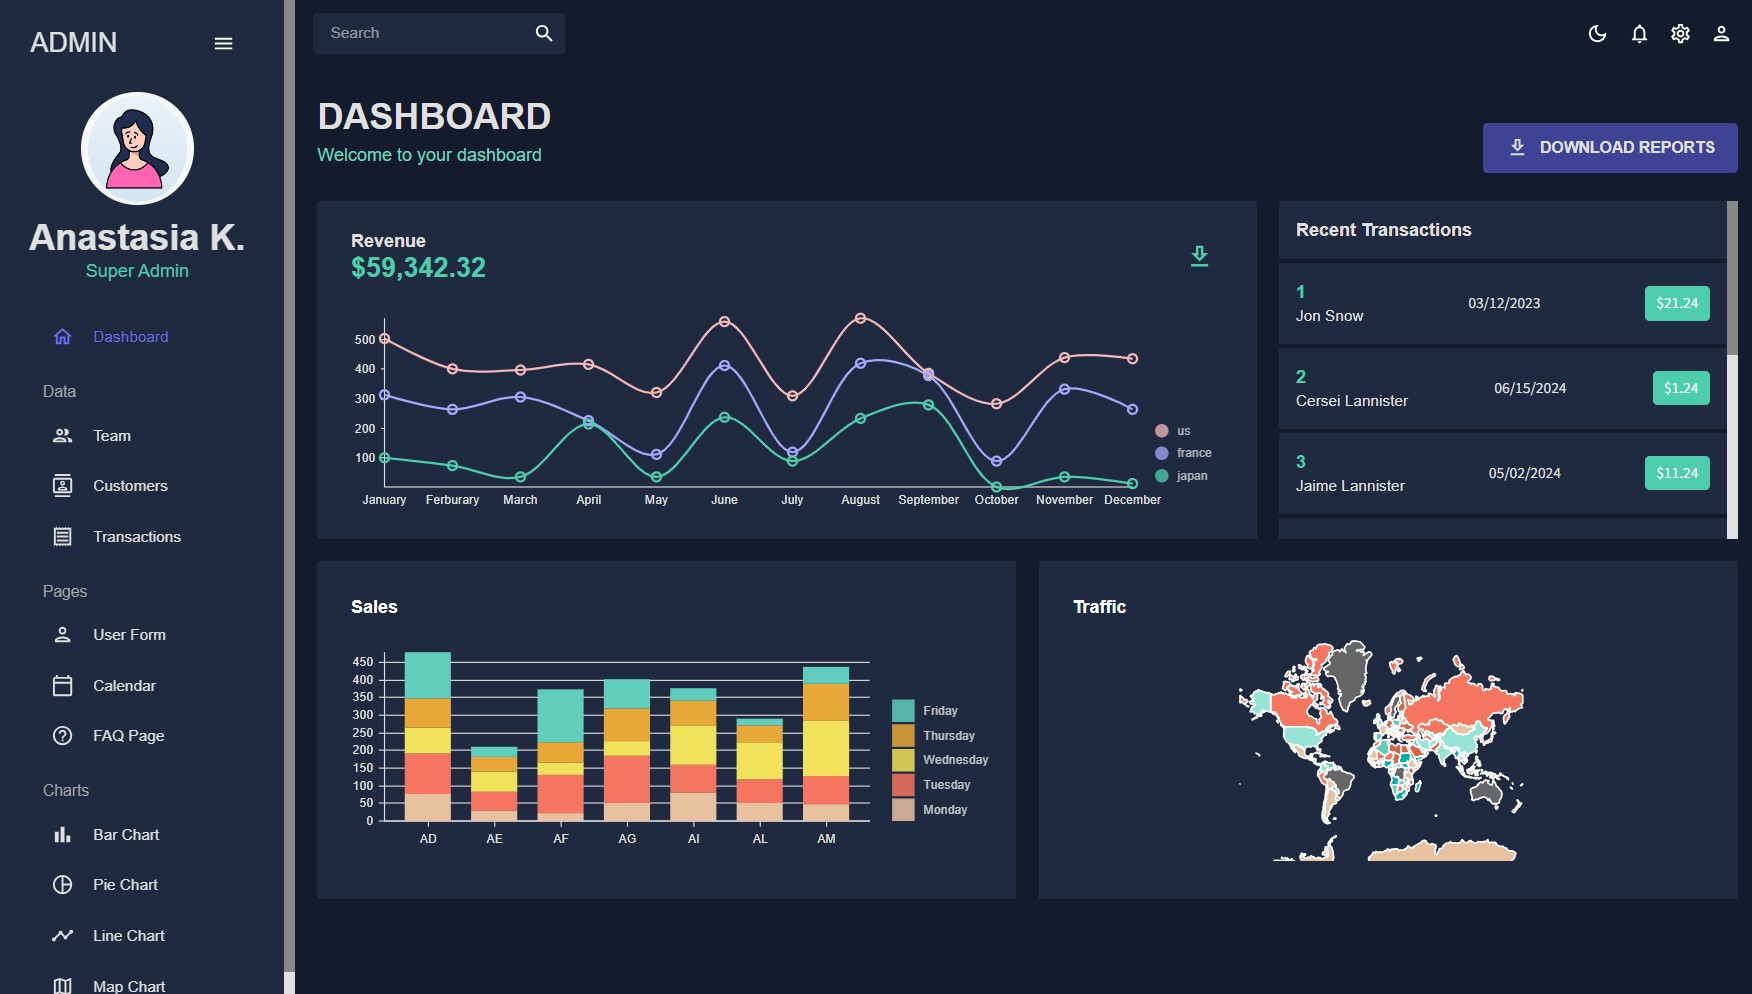 ADMIN
Anastasia K.
Super Admin
Dashboard
Data
Team
Customers
Transactions
Pages
User Form
Calendar
FAQ Page
Charts
Bar Chart
Pie Chart
Line Chart
Map Chart
Search
DASHBOARD
Welcome to your dashboard
DOWNLOAD REPORTS
Revenue
$59,342.32
500
400
300
200
100
January Ferburary March April May June July August September October November December
us
france
japan
Recent Transactions
1
Jon Snow
03/12/2023
$21.24
2
Cersei Lannister
06/15/2024
$1.24
3
Jaime Lannister
05/02/2024
$11.24
Sales
450
400
350
300
250
200
150
100
50
0
AD AE AF AG AI AL AM
Friday
Thursday
Wednesday
Tuesday
Monday
Traffic